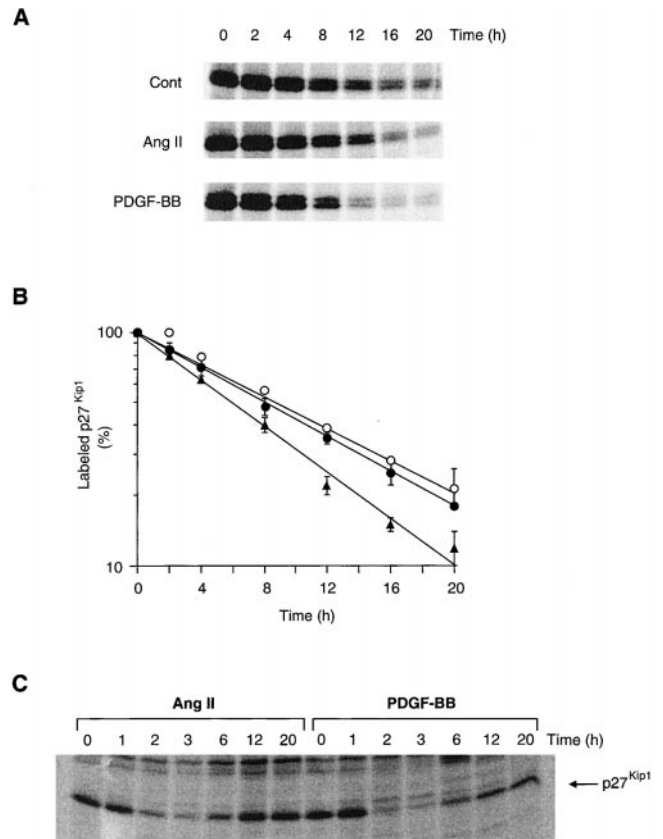 A
0 2 4 8 12 16 20 Time (h)
Cont
Ang II
PDGF-BB
B
100
10
Labeled p27 Kip1
(%)
0 4 8 12 16 20
Time (h)
C
Ang II PDGF-BB
0 1 2 3 6 12 20 0 1 2 3 6 12 20 Time (h)
p27Kip1